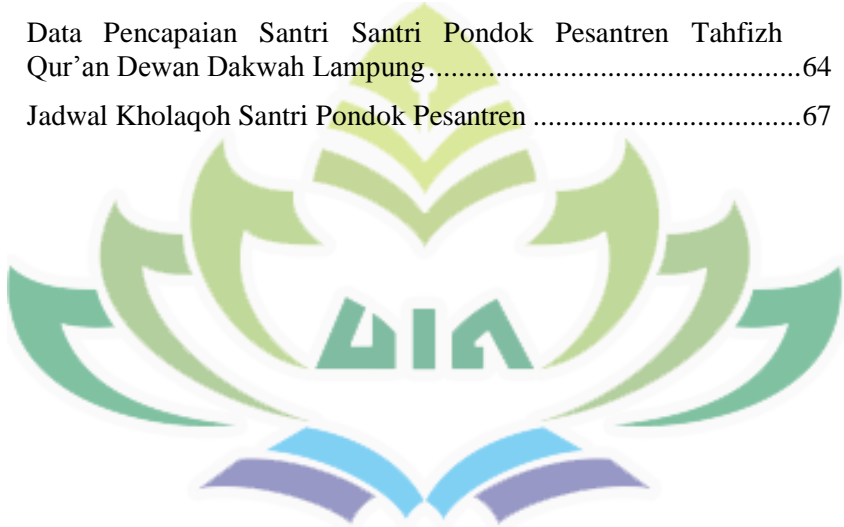 Data Pencapaian Santri Santri Pondok Pesantren Tahfizh
Qur’an Dewan Dakwah Lampung....................................................64
Jadwal Kholaqoh Santri Pondok Pesantren ....................................67
UIN